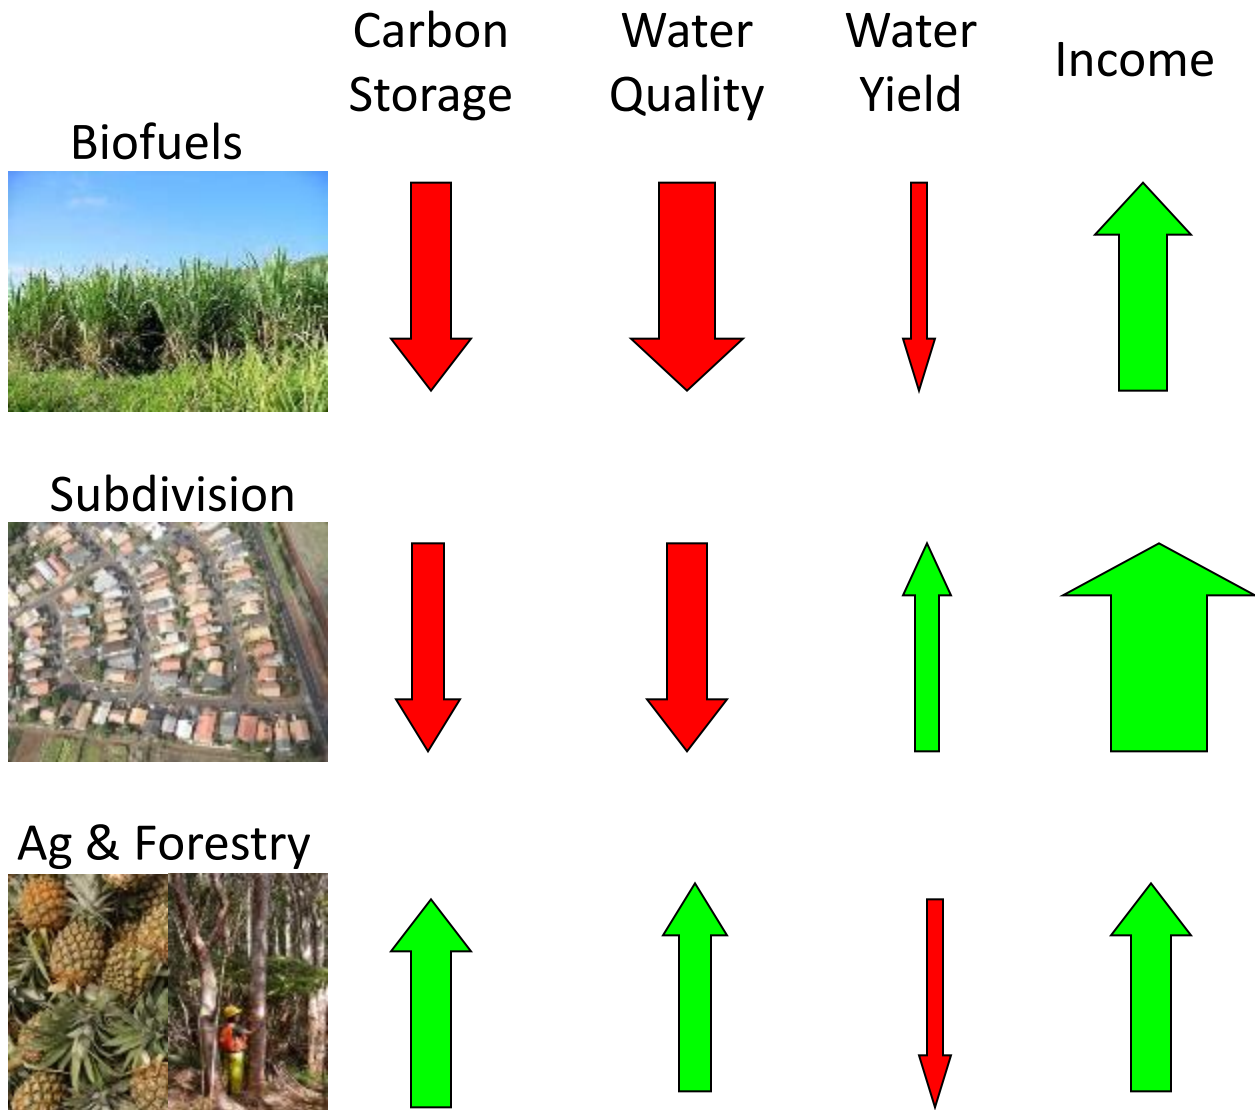 Carbon
Storage
Water
Quality
Water
Yield
Income
Biofuels
Subdivision
Ag & Forestry